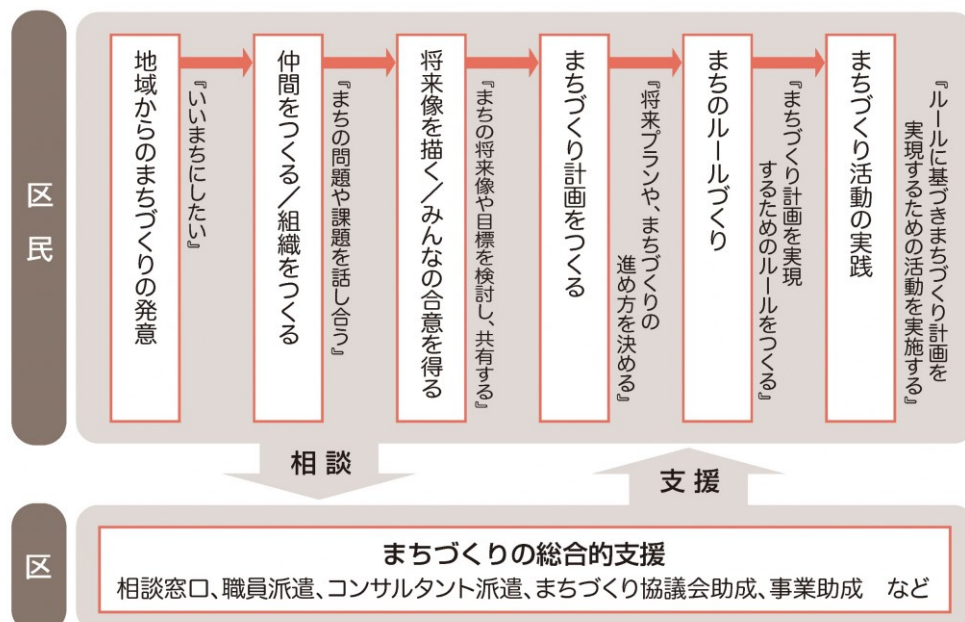 区民
地域からのまちづくりの発意
『いいまちにしたい』
仲間をつくる／組織をつくる
『まちの問題や課題を話し合う』
将来像を描く／みんなの合意を得る
『まちの将来像や目標を検討し、共有する』
まちづくり計画をつくる
『将来プランや、まちづくりの
進め方を決める』
まちのルールづくり
『まちづくり計画を実現
するためのルールをつくる』
まちづくり活動の実践
『ルールに基づきまちづくり計画を
実現するための活動を実施する』
相談
支援
区
まちづくりの総合的支援
相談窓口、職員派遣、コンサルタント派遣、まちづくり協議会助成、事業助成　など